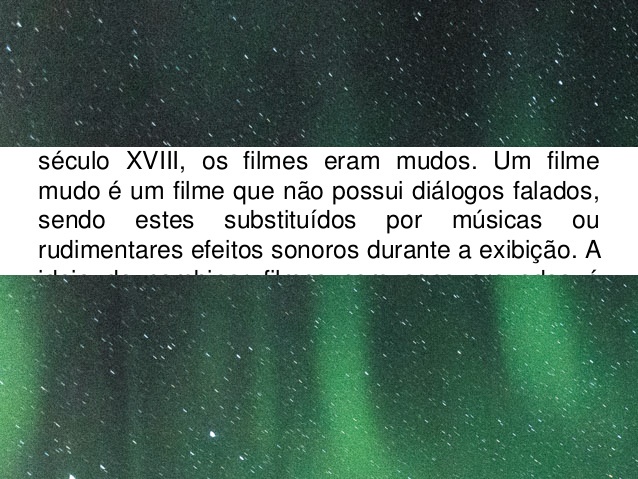 século XVIII, os filmes eram mudos. Um filme
mudo é um filme que não possui diálogos falados,
sendo estes substituídos por músicas ou
rudimentares efeitos sonoros durante a exibição. A